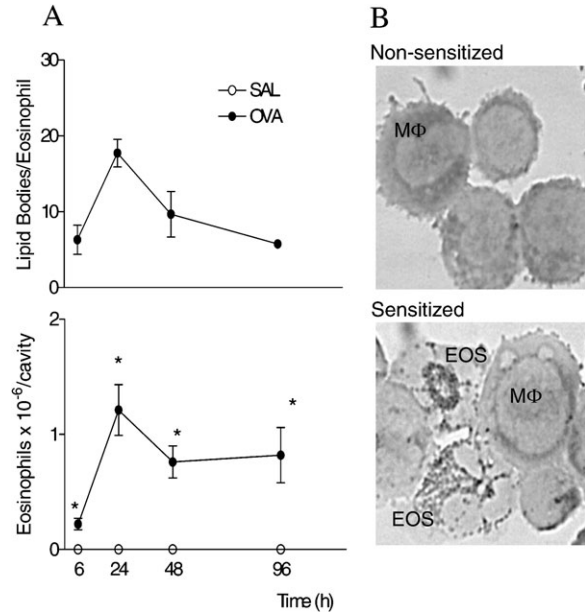 A
B
Non-sensitized
SAL
OVA
Lipid Bodies/Eosinophil
30
20
10
0
MΦ
Sensitized
EOS
MΦ
EOS
Eosinophils x 10⁻⁶/cavity
2
1
0
*
*
*
*
6
24
48
96
Time (h)